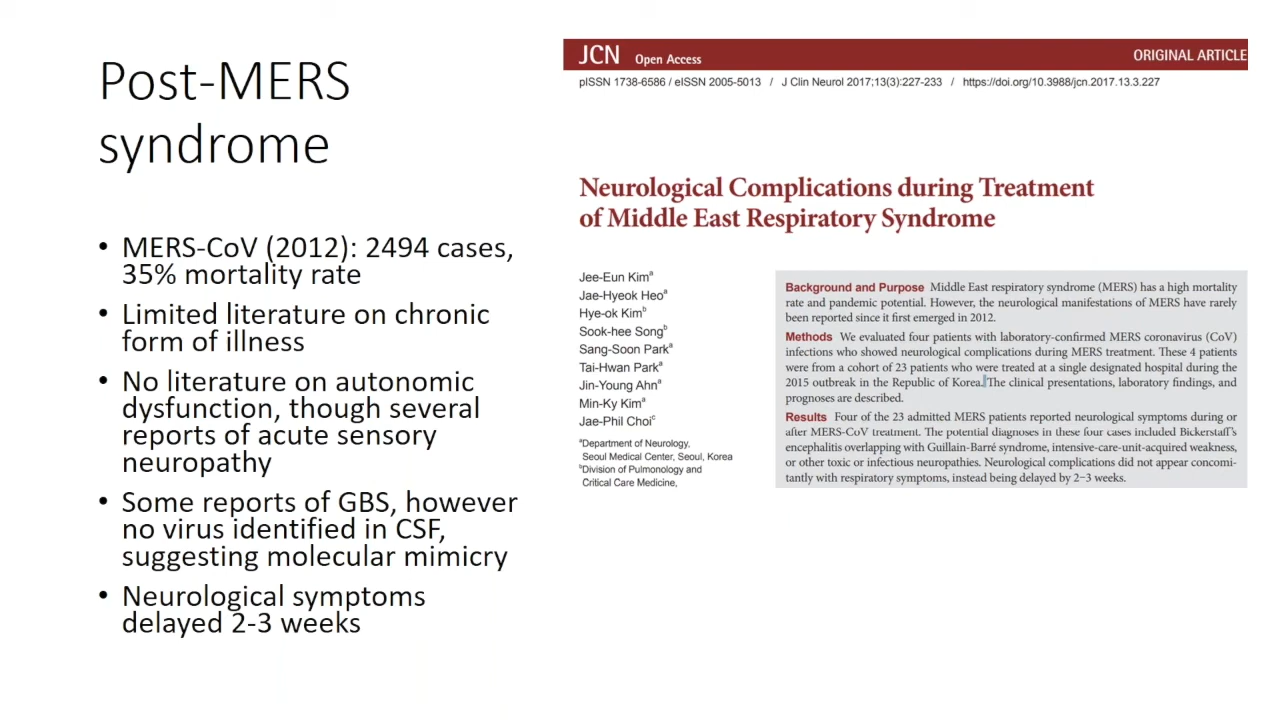 Post-MERS
syndrome
• MERS-CoV (2012): 2494 cases,
35% mortality rate
• Limited literature on chronic
form of illness
• No literature on autonomic
dysfunction, though several
reports of acute sensory
neuropathy
• Some reports of GBS, however
no virus identified in CSF,
suggesting molecular mimicry
• Neurological symptoms
delayed 2-3 weeks
JCN Open Access ORIGINAL ARTICLE
pISSN 1738-6586 / eISSN 2005-5013 / J Clin Neurol 2017;13(3):227-233 / https://doi.org/10.3988/jcn.2017.13.3.227
Neurological Complications during Treatment
of Middle East Respiratory Syndrome
Jee-Eun Kimᵃ
Jae-Hyeok Heoᵃ
Hye-ok Kimᵇ
Sook-hee Songᵇ
Sang-Soon Parkᵃ
Tai-Hwan Parkᵃ
Jin-Young Ahnᵃ
Min-Ky Kimᵃ
Jae-Phil Choiᶜ
ᵃDepartment of Neurology,
Seoul Medical Center, Seoul, Korea
ᵇDivision of Pulmonology and
Critical Care Medicine,
Background and Purpose Middle East respiratory syndrome (MERS) has a high mortality
rate and pandemic potential. However, the neurological manifestations of MERS have rarely
been reported since it first emerged in 2012.
Methods We evaluated four patients with laboratory-confirmed MERS coronavirus (CoV)
infections who showed neurological complications during MERS treatment. These 4 patients
were from a cohort of 23 patients who were treated at a single designated hospital during the
2015 outbreak in the Republic of Korea. The clinical presentations, laboratory findings, and
prognoses are described.
Results Four of the 23 admitted MERS patients reported neurological symptoms during or
after MERS-CoV treatment. The potential diagnoses in these four cases included Bickerstaff's
encephalitis overlapping with Guillain-Barré syndrome, intensive-care-unit-acquired weakness,
or other toxic or infectious neuropathies. Neurological complications did not appear concomi-
tantly with respiratory symptoms, instead being delayed by 2–3 weeks.